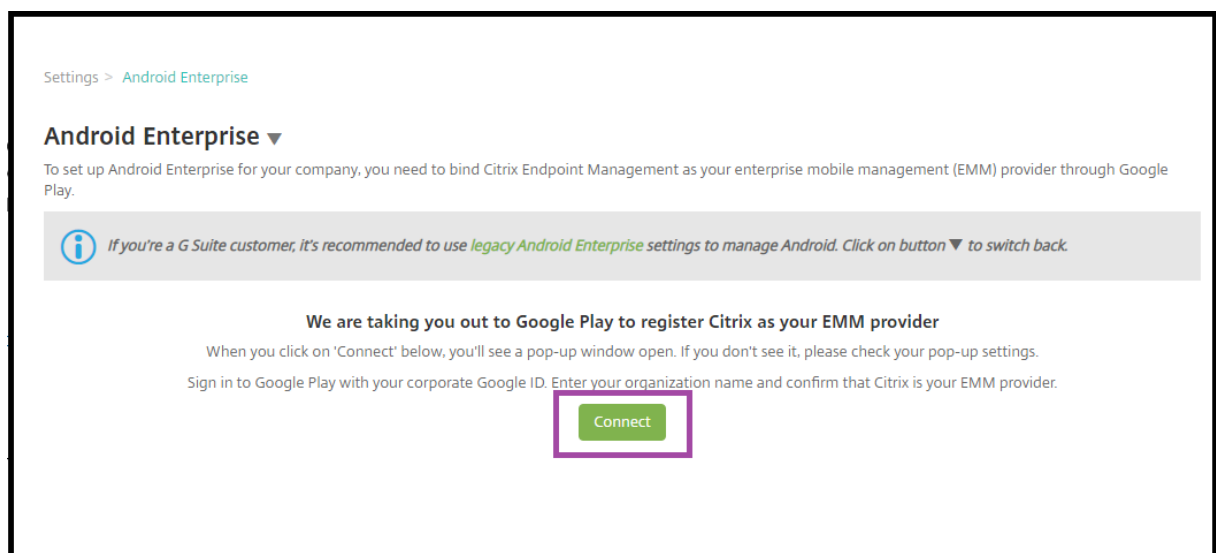 Settings > Android Enterprise
Android Enterprise ▼
To set up Android Enterprise for your company, you need to bind Citrix Endpoint Management as your enterprise mobile management (EMM) provider through Google
Play.
If you're a G Suite customer, it's recommended to use legacy Android Enterprise settings to manage Android. Click on button ▼ to switch back.
We are taking you out to Google Play to register Citrix as your EMM provider
When you click on 'Connect' below, you'll see a pop-up window open. If you don't see it, please check your pop-up settings.
Sign in to Google Play with your corporate Google ID. Enter your organization name and confirm that Citrix is your EMM provider.
Connect